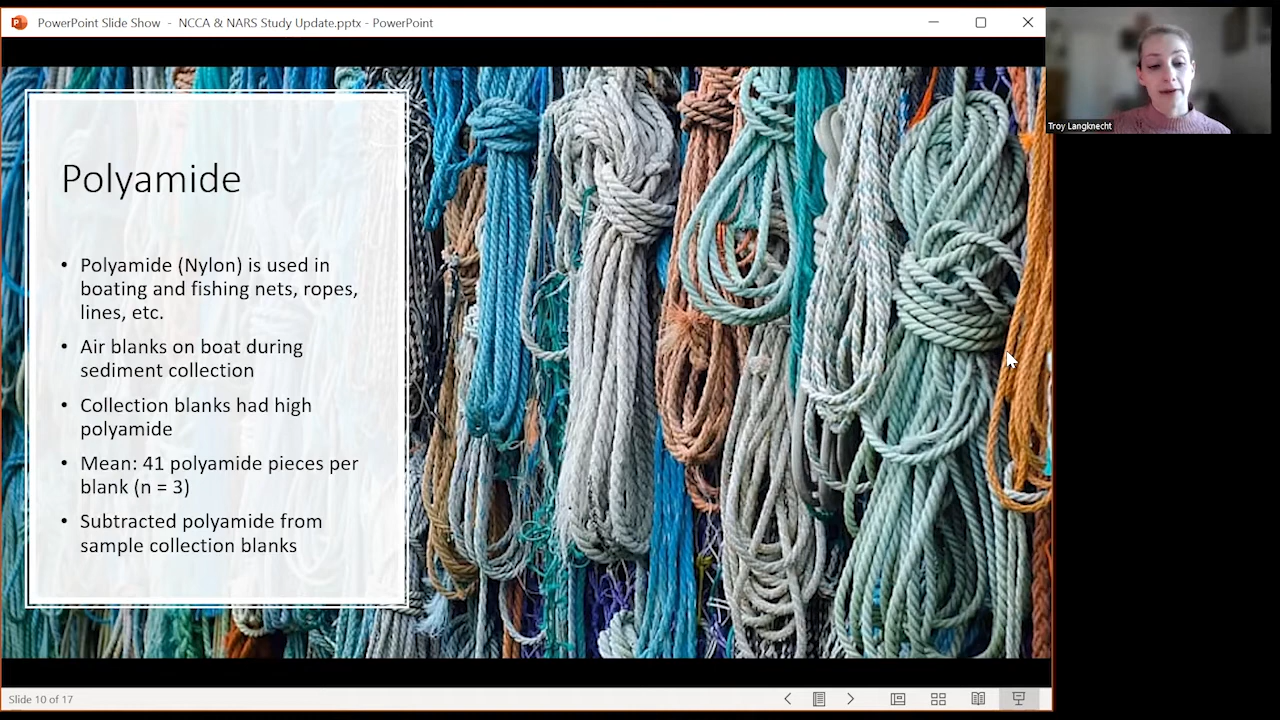 PowerPoint Slide Show - NCCA & NARS Study Update.pptx - PowerPoint
Troy Langknecht
Polyamide
• Polyamide (Nylon) is used in
boating and fishing nets, ropes,
lines, etc.
• Air blanks on boat during
sediment collection
• Collection blanks had high
polyamide
• Mean: 41 polyamide pieces per
blank (n = 3)
• Subtracted polyamide from
sample collection blanks
Slide 10 of 17